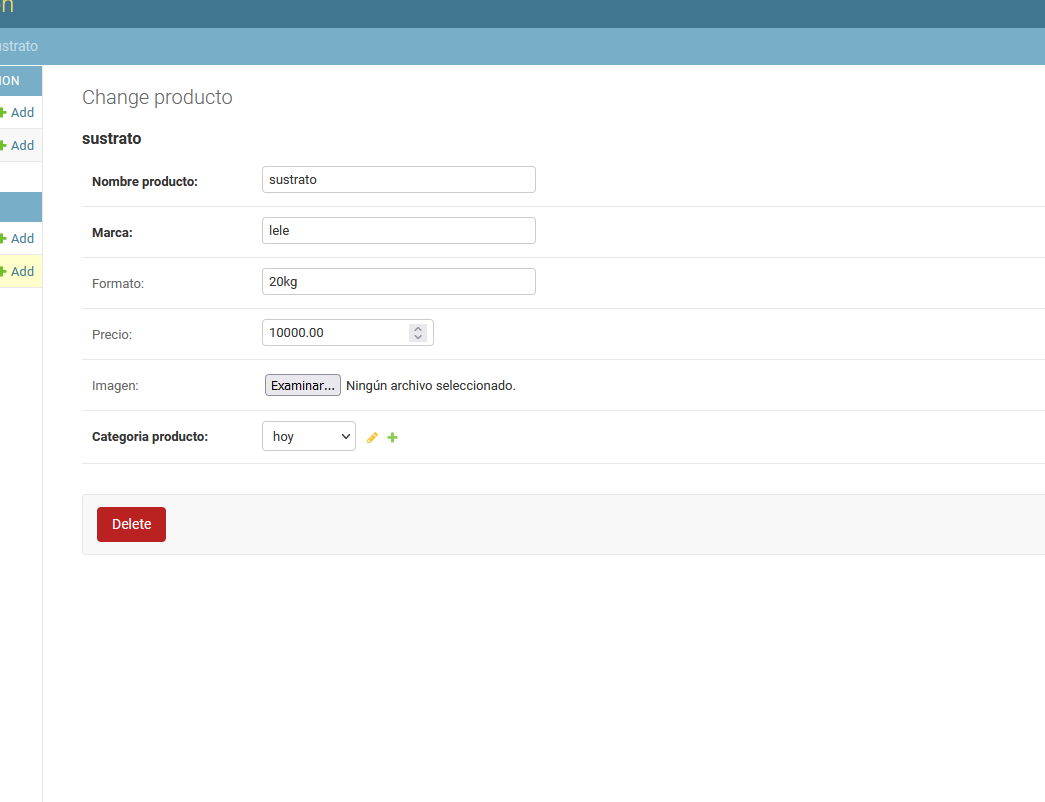 on
ustrato
ION
Add
Add
Add
Add
Change producto
sustrato
Nombre producto: sustrato
Marca: lele
Formato: 20kg
Precio: 10000.00
Imagen: Examinar... Ningún archivo seleccionado.
Categoria producto: hoy
Delete